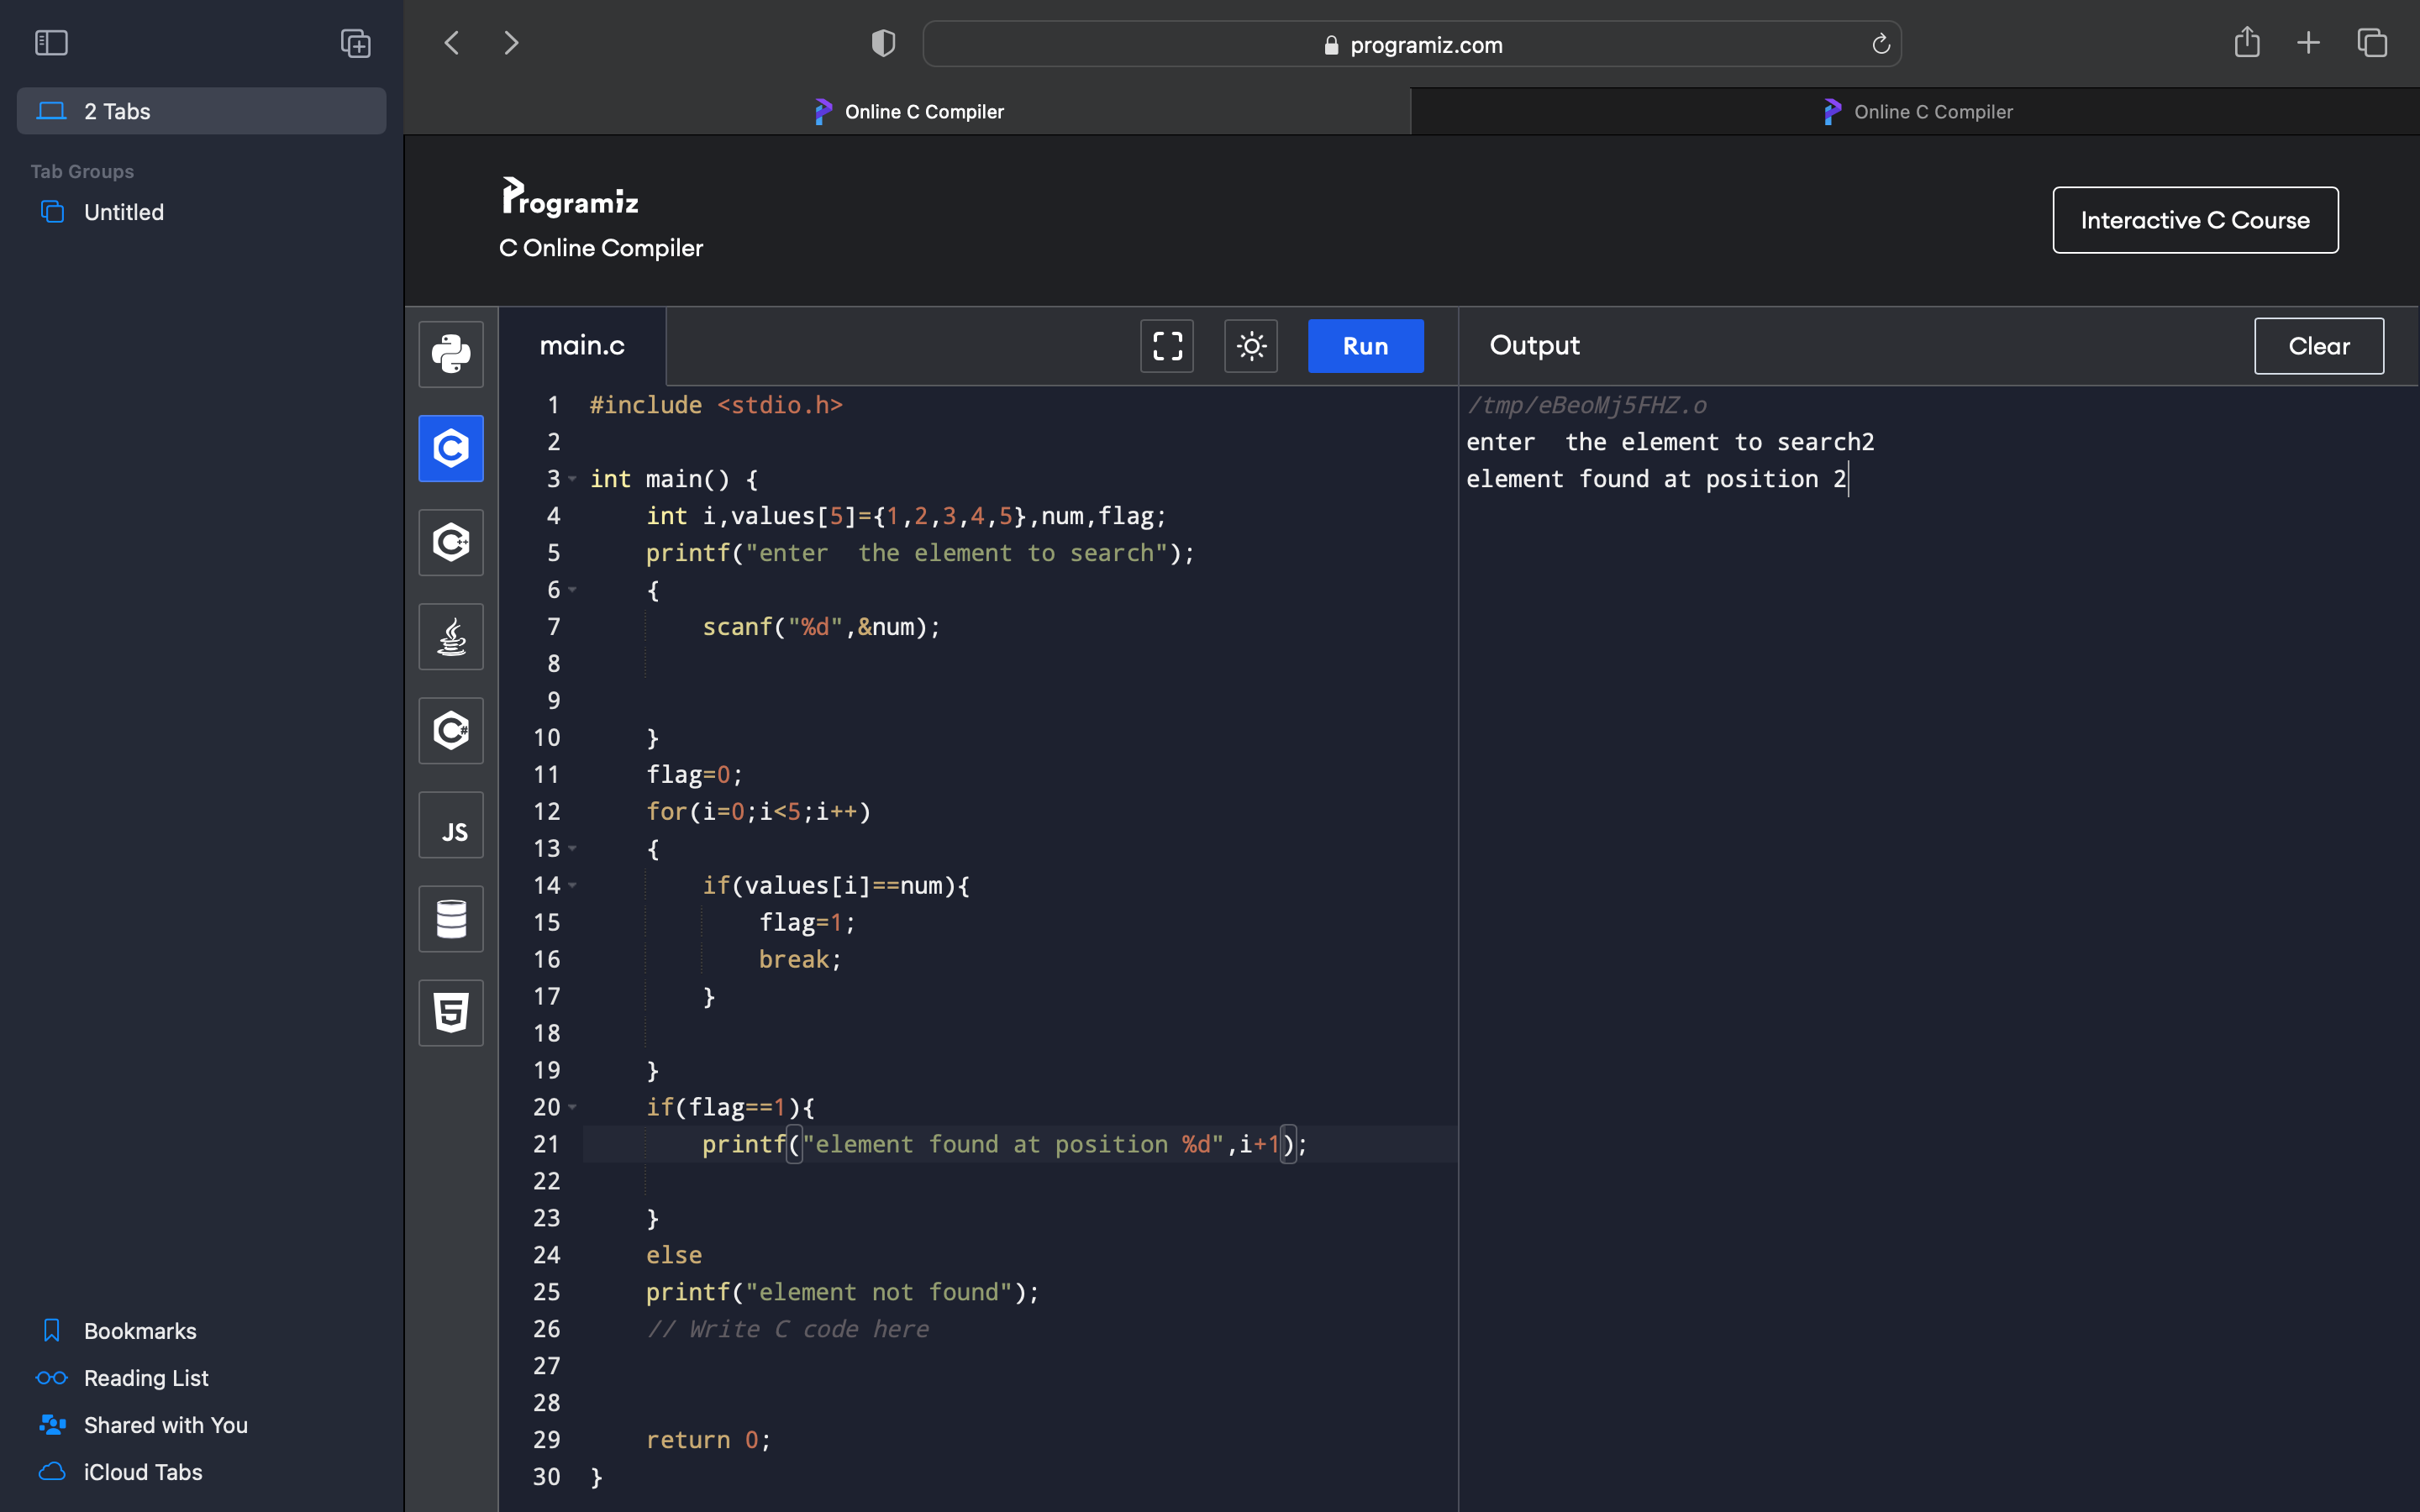 programiz.com
2 Tabs
Online C Compiler
Online C Compiler
Tab Groups
Untitled
Programiz
C Online Compiler
Interactive C Course
main.c
Run
Output
Clear
1 #include <stdio.h>
2
3 int main() {
4     int i,values[5]={1,2,3,4,5},num,flag;
5     printf("enter  the element to search");
6     {
7         scanf("%d",&num);
8
9
10     }
11     flag=0;
12     for(i=0;i<5;i++)
13     {
14         if(values[i]==num){
15             flag=1;
16             break;
17         }
18
19     }
20     if(flag==1){
21         printf("element found at position %d",i+1);
22
23     }
24     else
25     printf("element not found");
26     // Write C code here
27
28
29     return 0;
30 }
/tmp/eBeoMj5FHZ.o
enter  the element to search2
element found at position 2
JS
Bookmarks
Reading List
Shared with You
iCloud Tabs